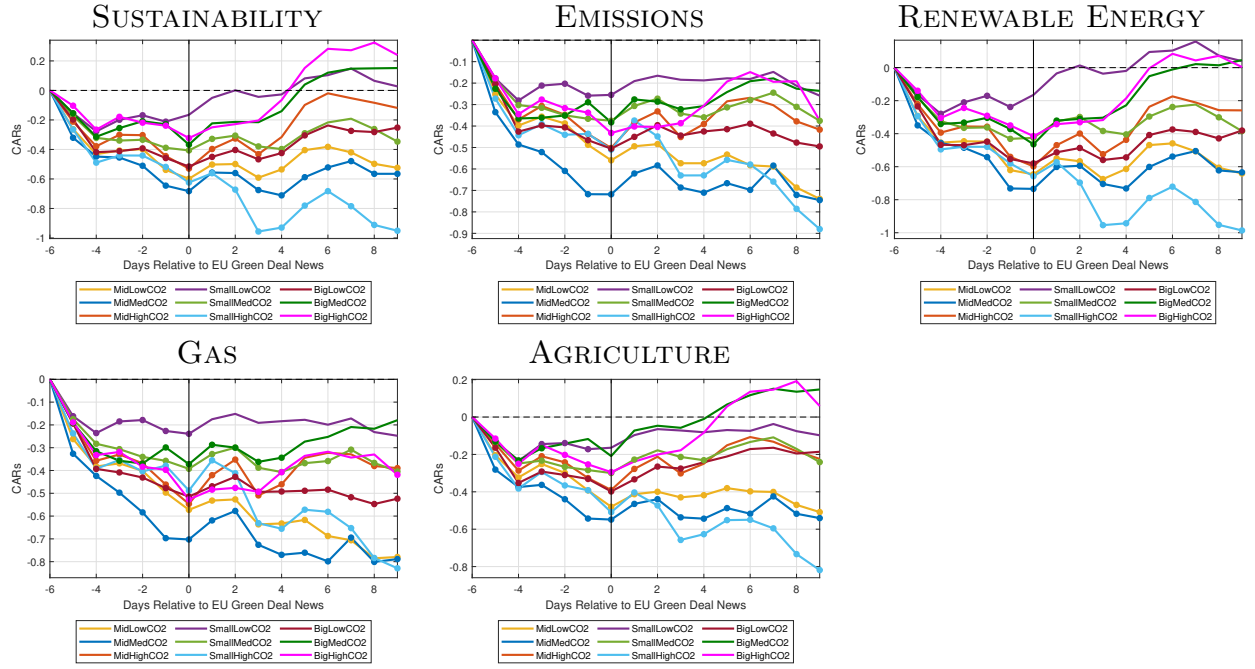 SUSTAINABILITY
0.2
0
-0.2
-0.4
-0.6
-0.8
-1
CARs
-6 -4 -2 0 2 4 6 8
Days Relative to EU Green Deal News
MidLowCO2 SmallLowCO2 BigLowCO2
MidMedCO2 SmallMedCO2 BigMedCO2
MidHighCO2 SmallHighCO2 BigHighCO2
EMISSIONS
0
-0.1
-0.2
-0.3
-0.4
-0.5
-0.6
-0.7
-0.8
-0.9
CARs
-6 -4 -2 0 2 4 6 8
Days Relative to EU Green Deal News
MidLowCO2 SmallLowCO2 BigLowCO2
MidMedCO2 SmallMedCO2 BigMedCO2
MidHighCO2 SmallHighCO2 BigHighCO2
RENEWABLE ENERGY
0
-0.2
-0.4
-0.6
-0.8
-1
CARs
-6 -4 -2 0 2 4 6 8
Days Relative to EU Green Deal News
MidLowCO2 SmallLowCO2 BigLowCO2
MidMedCO2 SmallMedCO2 BigMedCO2
MidHighCO2 SmallHighCO2 BigHighCO2
GAS
0
-0.1
-0.2
-0.3
-0.4
-0.5
-0.6
-0.7
-0.8
CARs
-6 -4 -2 0 2 4 6 8
Days Relative to EU Green Deal News
MidLowCO2 SmallLowCO2 BigLowCO2
MidMedCO2 SmallMedCO2 BigMedCO2
MidHighCO2 SmallHighCO2 BigHighCO2
AGRICULTURE
0.2
0
-0.2
-0.4
-0.6
-0.8
CARs
-6 -4 -2 0 2 4 6 8
Days Relative to EU Green Deal News
MidLowCO2 SmallLowCO2 BigLowCO2
MidMedCO2 SmallMedCO2 BigMedCO2
MidHighCO2 SmallHighCO2 BigHighCO2